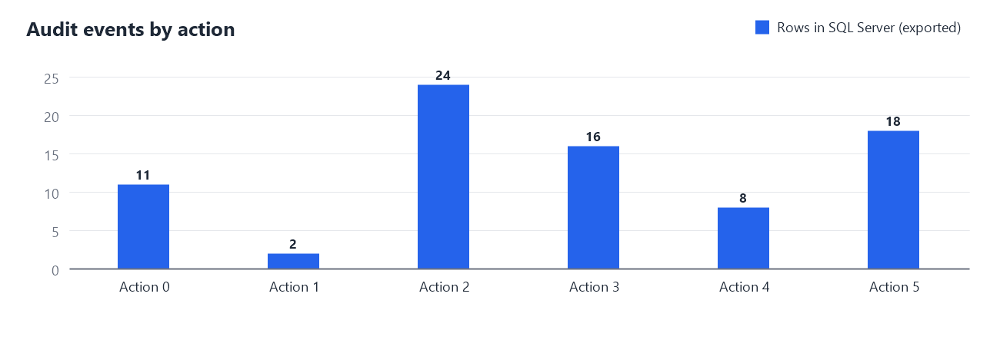 Audit events by action
Rows in SQL Server (exported)
25
20
15
10
5
0
11
2
24
16
8
18
Action 0
Action 1
Action 2
Action 3
Action 4
Action 5